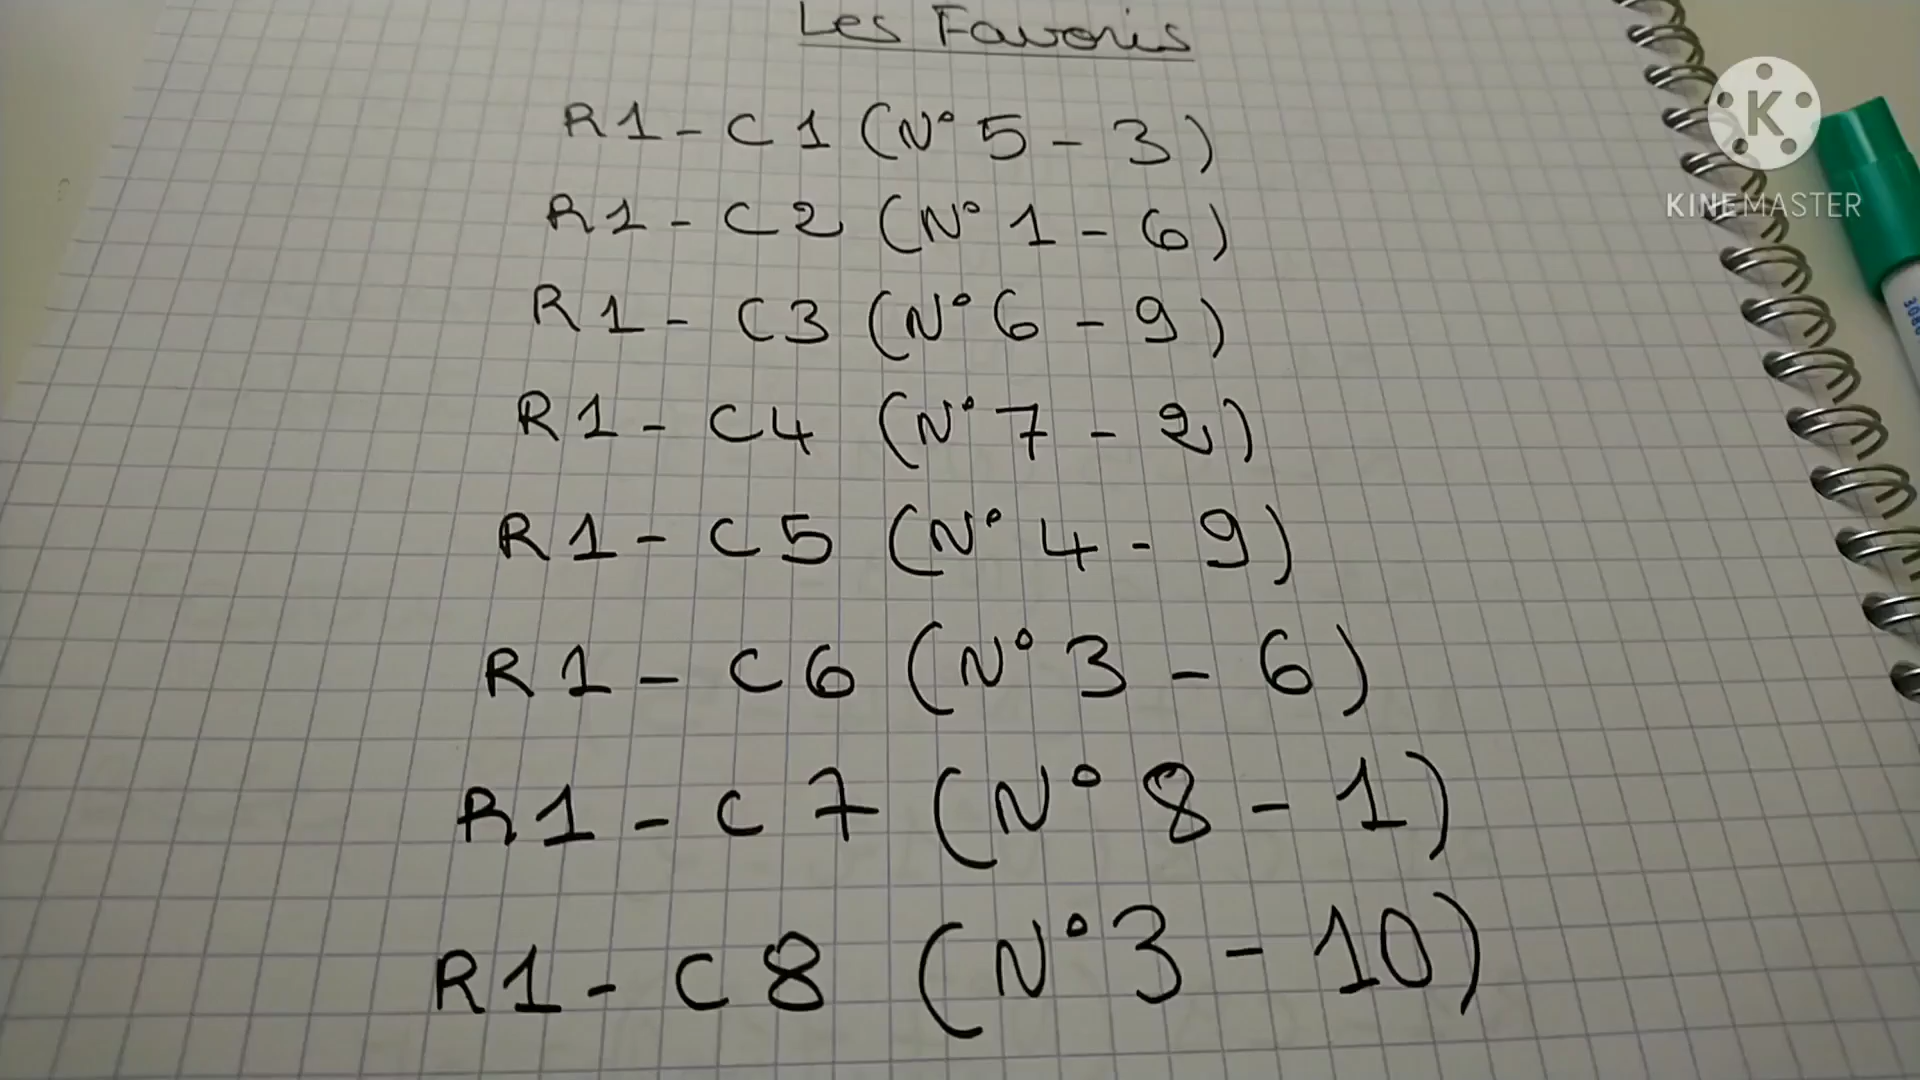 Les Favoris
R1 - C1 (N° 5 - 3)
R1 - C2 (N° 1 - 6)
R1 - C3 (N° 6 - 9)
R1 - C4 (N° 7 - 2)
R1 - C5 (N° 4 - 9)
R1 - C6 (N° 3 - 6)
R1 - C7 (N° 8 - 1)
R1 - C8 (N° 3 - 10)
K
KINEMASTER